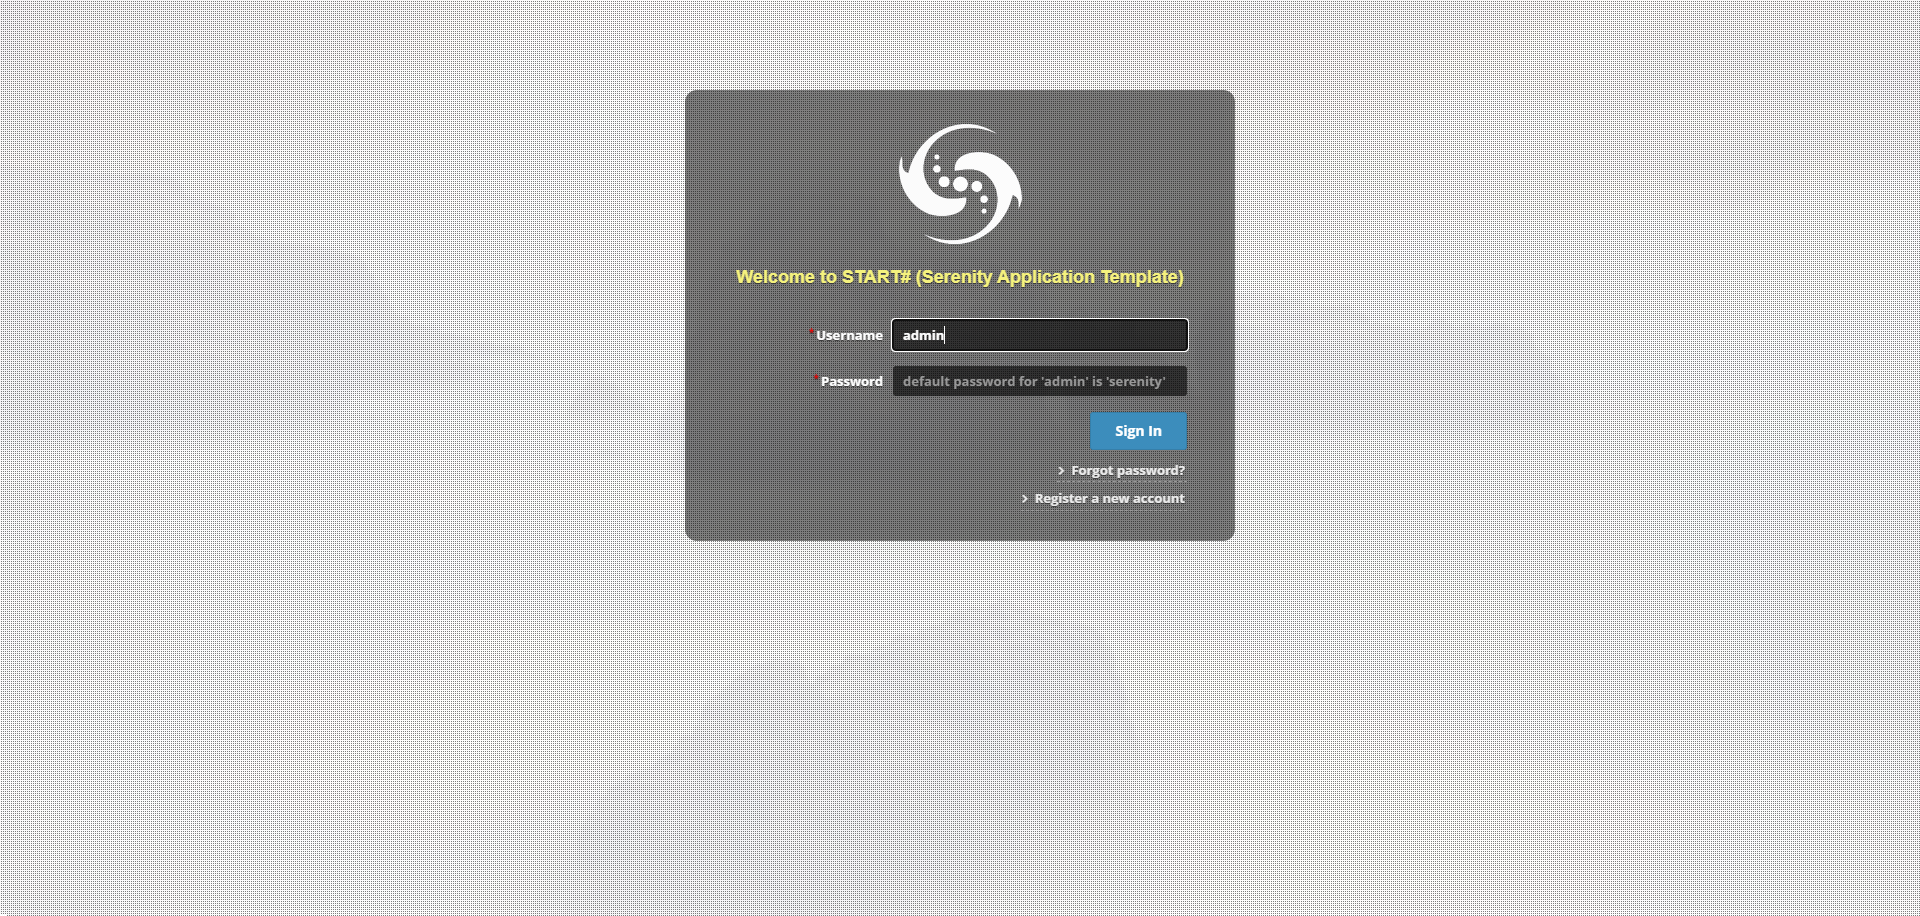 Welcome to START# (Serenity Application Template)
*Username admin
*Password default password for 'admin' is 'serenity'
Sign In
> Forgot password?
> Register a new account